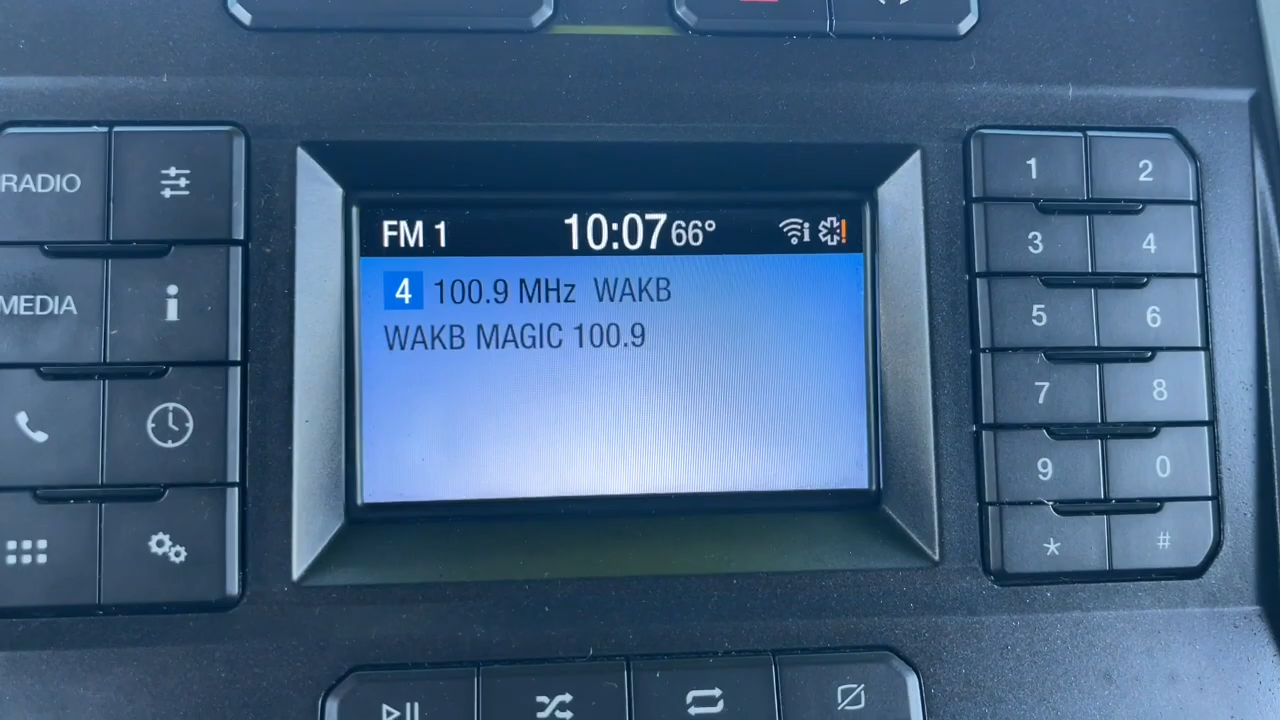 FM 1 10:07 66°
4 100.9 MHz WAKB
WAKB MAGIC 100.9
RADIO
MEDIA
1 2
3 4
5 6
7 8
9 0
* #